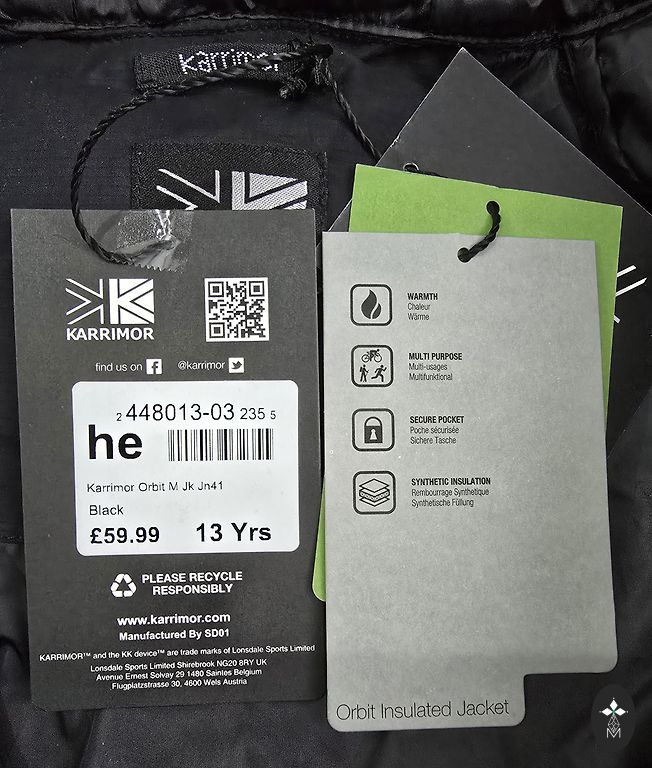 karrimor
KARRIMOR
find us on
@karrimor
2 448013-03 235 5
he
Karrimor Orbit M Jk Jn41
Black
£59.99 13 Yrs
PLEASE RECYCLE
RESPONSIBLY
www.karrimor.com
Manufactured By SD01
KARRIMOR™ and the KK device™ are trade marks of Lonsdale Sports Limited
Lonsdale Sports Limited Shirebrook NG20 8RY UK
Avenue Ernest Solvay 29 1480 Saintes Belgium
Flugplatzstrasse 30, 4600 Wels Austria
WARMTH
Chaleur
Wärme
MULTI PURPOSE
Multi-usages
Multifunktional
SECURE POCKET
Poche sécurisée
Sichere Tasche
SYNTHETIC INSULATION
Rembourrage Synthetique
Synthetische Füllung
Orbit Insulated Jacket
M